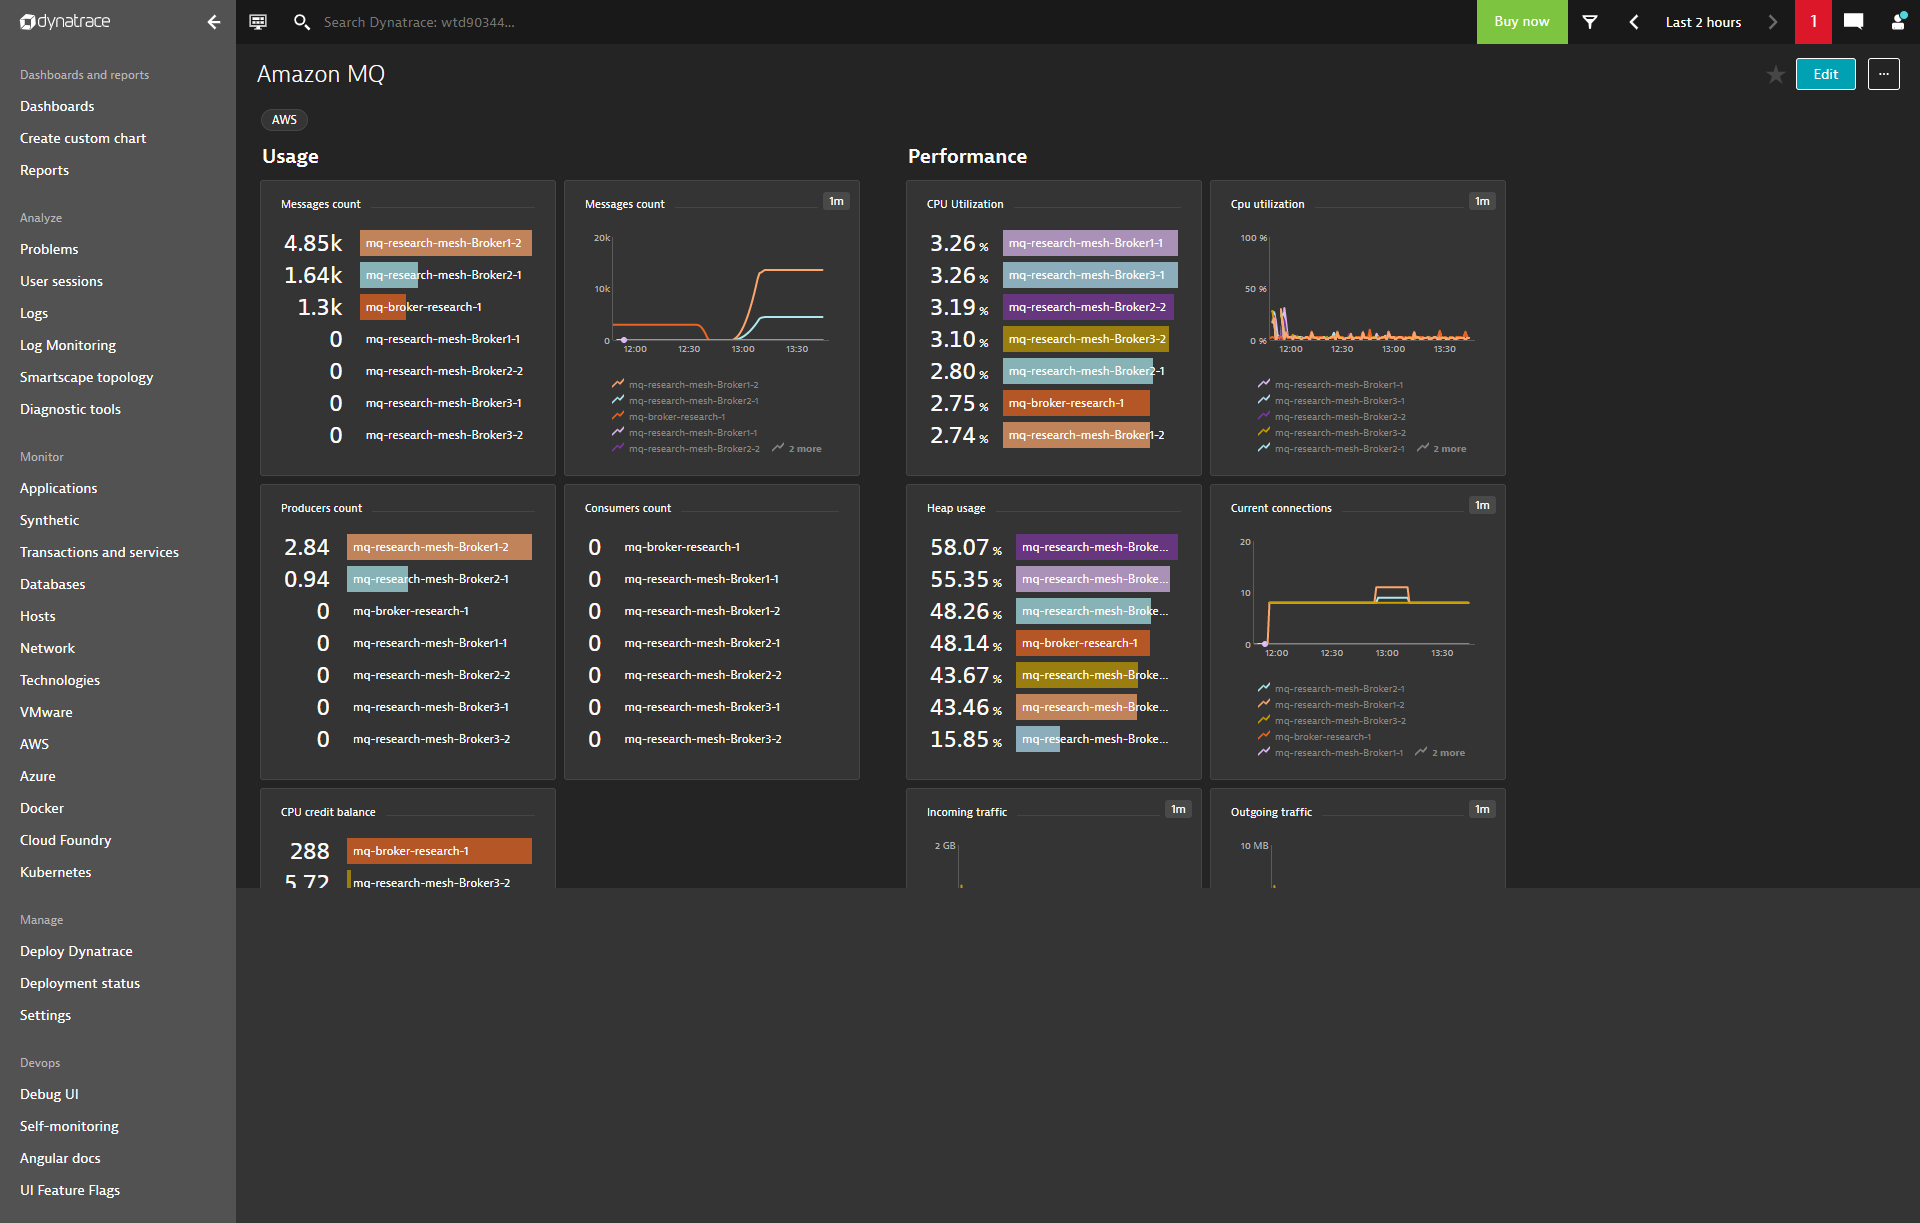 dynatrace
Search Dynatrace: wtd90344...
Buy now
Last 2 hours
1
Dashboards and reports
Dashboards
Create custom chart
Reports
Analyze
Problems
User sessions
Logs
Log Monitoring
Smartscape topology
Diagnostic tools
Monitor
Applications
Synthetic
Transactions and services
Databases
Hosts
Network
Technologies
VMware
AWS
Azure
Docker
Cloud Foundry
Kubernetes
Manage
Deploy Dynatrace
Deployment status
Settings
Devops
Debug UI
Self-monitoring
Angular docs
UI Feature Flags
Amazon MQ
Edit
...
AWS
Usage
Messages count
4.85k mq-research-mesh-Broker1-2
1.64k mq-research-mesh-Broker2-1
1.3k mq-broker-research-1
0 mq-research-mesh-Broker1-1
0 mq-research-mesh-Broker2-2
0 mq-research-mesh-Broker3-1
0 mq-research-mesh-Broker3-2
Messages count 1m
20k
10k
0
12:00 12:30 13:00 13:30
mq-research-mesh-Broker1-2
mq-research-mesh-Broker2-1
mq-broker-research-1
mq-research-mesh-Broker1-1
mq-research-mesh-Broker2-2 2 more
Producers count
2.84 mq-research-mesh-Broker1-2
0.94 mq-research-mesh-Broker2-1
0 mq-broker-research-1
0 mq-research-mesh-Broker1-1
0 mq-research-mesh-Broker2-2
0 mq-research-mesh-Broker3-1
0 mq-research-mesh-Broker3-2
Consumers count
0 mq-broker-research-1
0 mq-research-mesh-Broker1-1
0 mq-research-mesh-Broker1-2
0 mq-research-mesh-Broker2-1
0 mq-research-mesh-Broker2-2
0 mq-research-mesh-Broker3-1
0 mq-research-mesh-Broker3-2
CPU credit balance
288 mq-broker-research-1
5.72 mq-research-mesh-Broker3-2
Performance
CPU Utilization
3.26 % mq-research-mesh-Broker1-1
3.26 % mq-research-mesh-Broker3-1
3.19 % mq-research-mesh-Broker2-2
3.10 % mq-research-mesh-Broker3-2
2.80 % mq-research-mesh-Broker2-1
2.75 % mq-broker-research-1
2.74 % mq-research-mesh-Broker1-2
Cpu utilization 1m
100 %
50 %
0 %
12:00 12:30 13:00 13:30
mq-research-mesh-Broker1-1
mq-research-mesh-Broker3-1
mq-research-mesh-Broker2-2
mq-research-mesh-Broker3-2
mq-research-mesh-Broker2-1 2 more
Heap usage
58.07 % mq-research-mesh-Broke...
55.35 % mq-research-mesh-Broke...
48.26 % mq-research-mesh-Broke...
48.14 % mq-broker-research-1
43.67 % mq-research-mesh-Broke...
43.46 % mq-research-mesh-Broke...
15.85 % mq-research-mesh-Broke...
Current connections 1m
20
10
0
12:00 12:30 13:00 13:30
mq-research-mesh-Broker2-1
mq-research-mesh-Broker1-2
mq-research-mesh-Broker3-2
mq-broker-research-1
mq-research-mesh-Broker1-1 2 more
Incoming traffic 1m
2 GB
Outgoing traffic 1m
10 MB